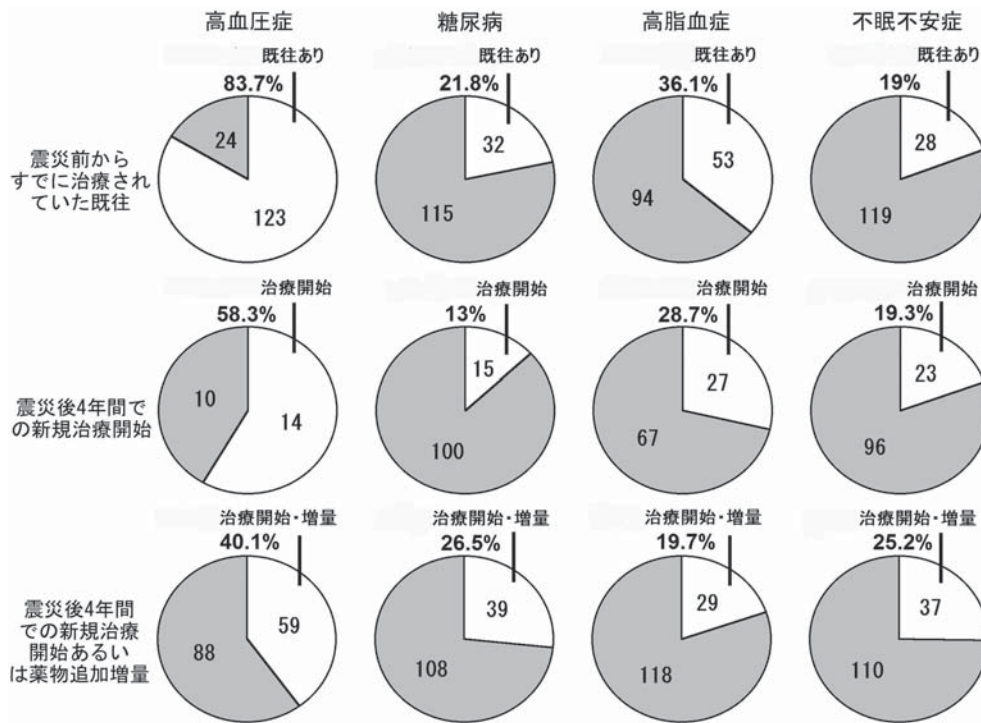 高血圧症
糖尿病
高脂血症
不眠不安症
既往あり
既往あり
既往あり
既往あり
83.7%
21.8%
36.1%
19%
震災前から
すでに治療され
ていた既往
24
123
32
115
53
94
28
119
治療開始
治療開始
治療開始
治療開始
58.3%
13%
28.7%
19.3%
震災後4年間で
の新規治療開始
10
14
15
100
27
67
23
96
治療開始・増量
治療開始・増量
治療開始・増量
治療開始・増量
40.1%
26.5%
19.7%
25.2%
震災後4年間
での新規治療
開始あるい
は薬物追加増量
59
88
39
108
29
118
37
110